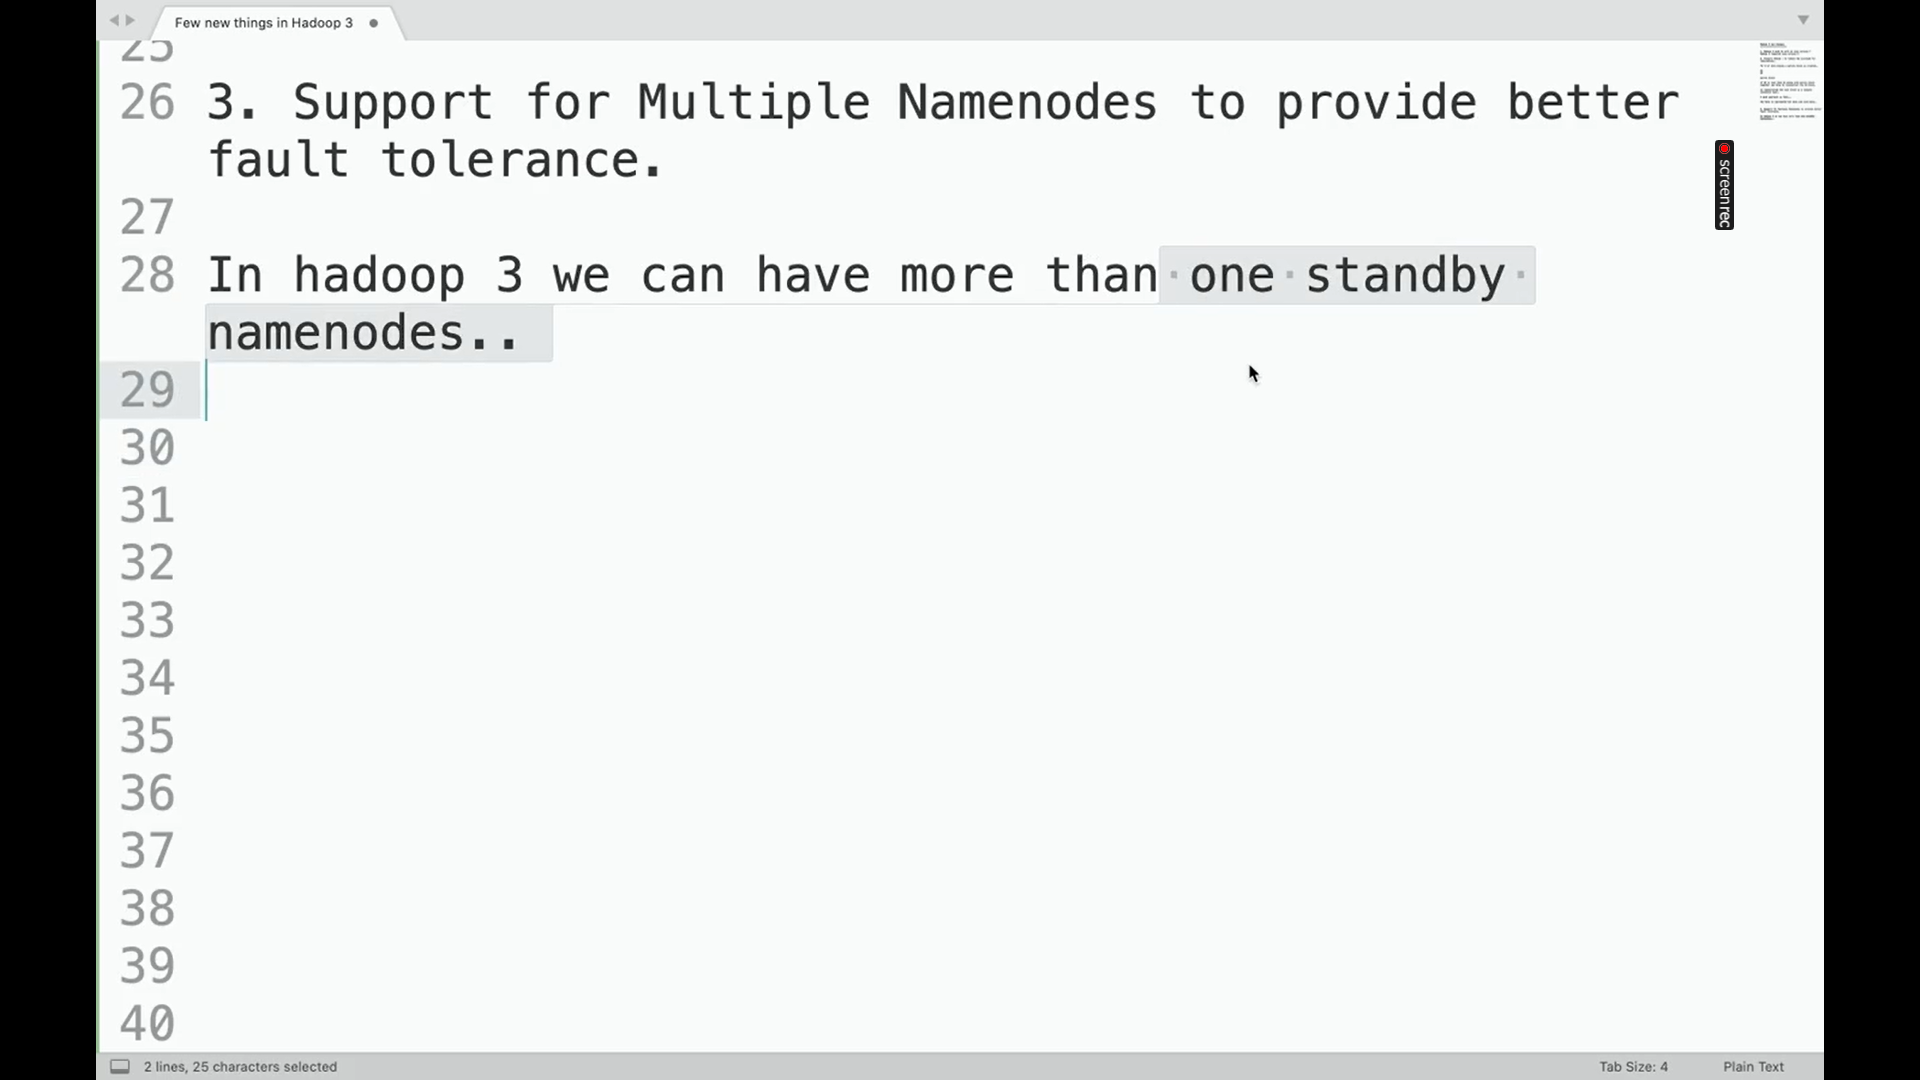 Few new things in Hadoop 3
25
26 3. Support for Multiple Namenodes to provide better
fault tolerance.
27
28 In hadoop 3 we can have more than one standby
namenodes..
29
30
31
32
33
34
35
36
37
38
39
40
screenrec
2 lines, 25 characters selected
Tab Size: 4
Plain Text